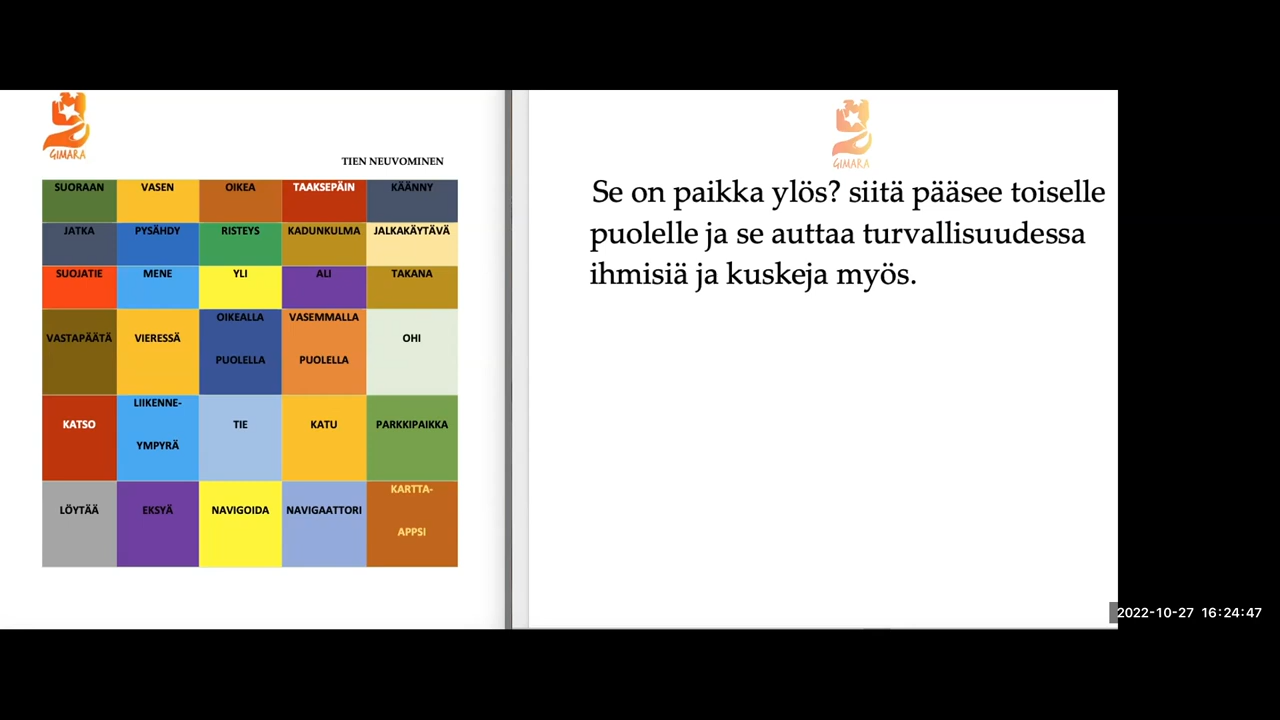 GIMARA
TIEN NEUVOMINEN
SUORAAN VASEN OIKEA TAAKSEPÄIN KÄÄNNY
JATKA PYSÄHDY RISTEYS KADUNKULMA JALKAKÄYTÄVÄ
SUOJATIE MENE YLI ALI TAKANA
VASTAPÄÄTÄ VIERESSÄ OIKEALLA PUOLELLA VASEMMALLA PUOLELLA OHI
KATSO LIIKENNE-YMPYRÄ TIE KATU PARKKIPAIKKA
LÖYTÄÄ EKSYÄ NAVIGOIDA NAVIGAATTORI KARTTA-APPSI
GIMARA
Se on paikka ylös? siitä pääsee toiselle
puolelle ja se auttaa turvallisuudessa
ihmisiä ja kuskeja myös.
2022-10-27 16:24:47